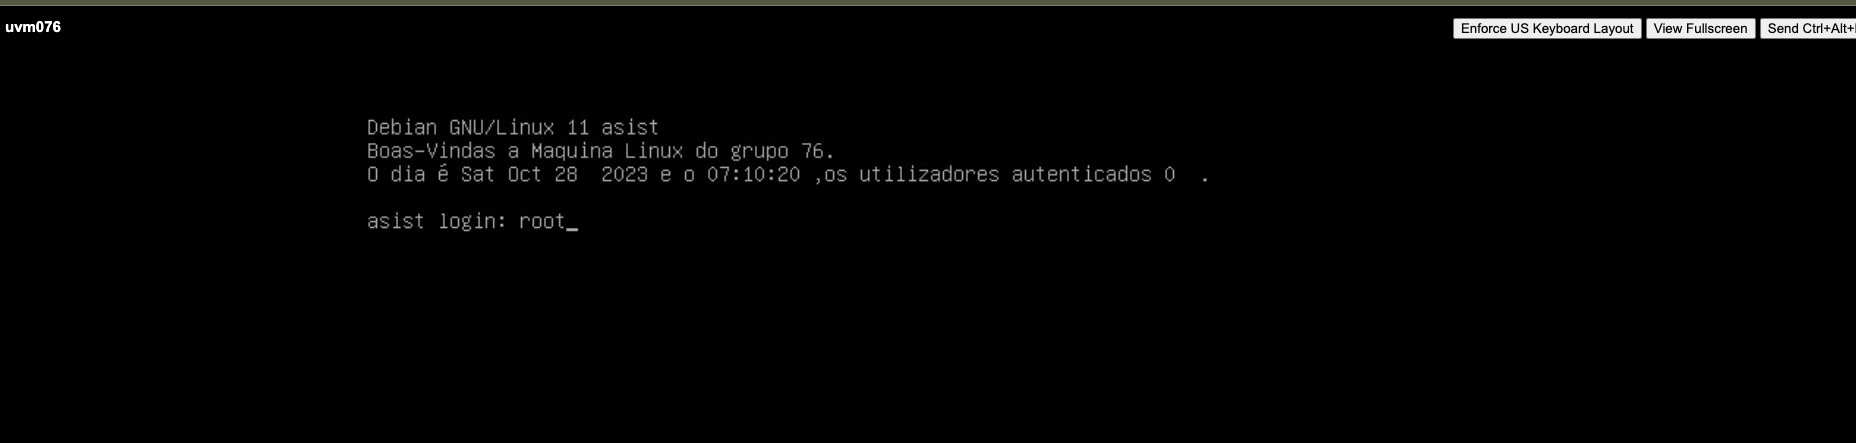 uvm076
Enforce US Keyboard Layout View Fullscreen Send Ctrl+Alt+
Debian GNU/Linux 11 asist
Boas-Vindas a Maquina Linux do grupo 76.
O dia é Sat Oct 28  2023 e o 07:10:20 ,os utilizadores autenticados 0  .
asist login: root_